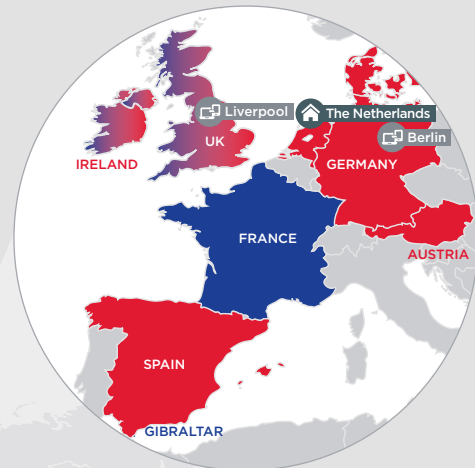 Liverpool
The Netherlands
UK
Berlin
IRELAND
GERMANY
FRANCE
AUSTRIA
SPAIN
GIBRALTAR